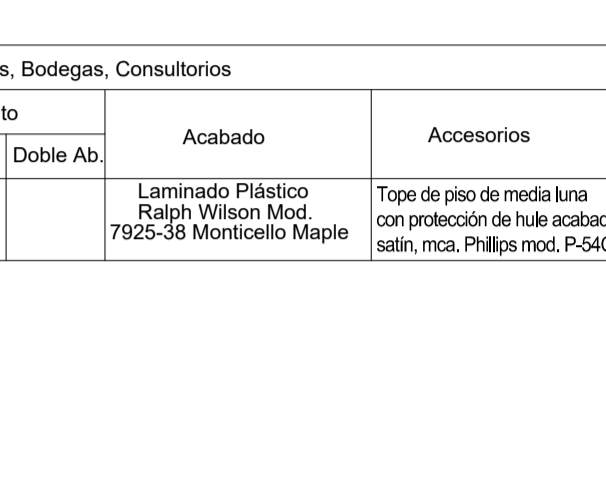 s, Bodegas, Consultorios
to
Doble Ab.
Acabado
Accesorios
Laminado Plástico
Ralph Wilson Mod.
7925-38 Monticello Maple
Tope de piso de media luna
con protección de hule acabad
satín, mca. Phillips mod. P-540